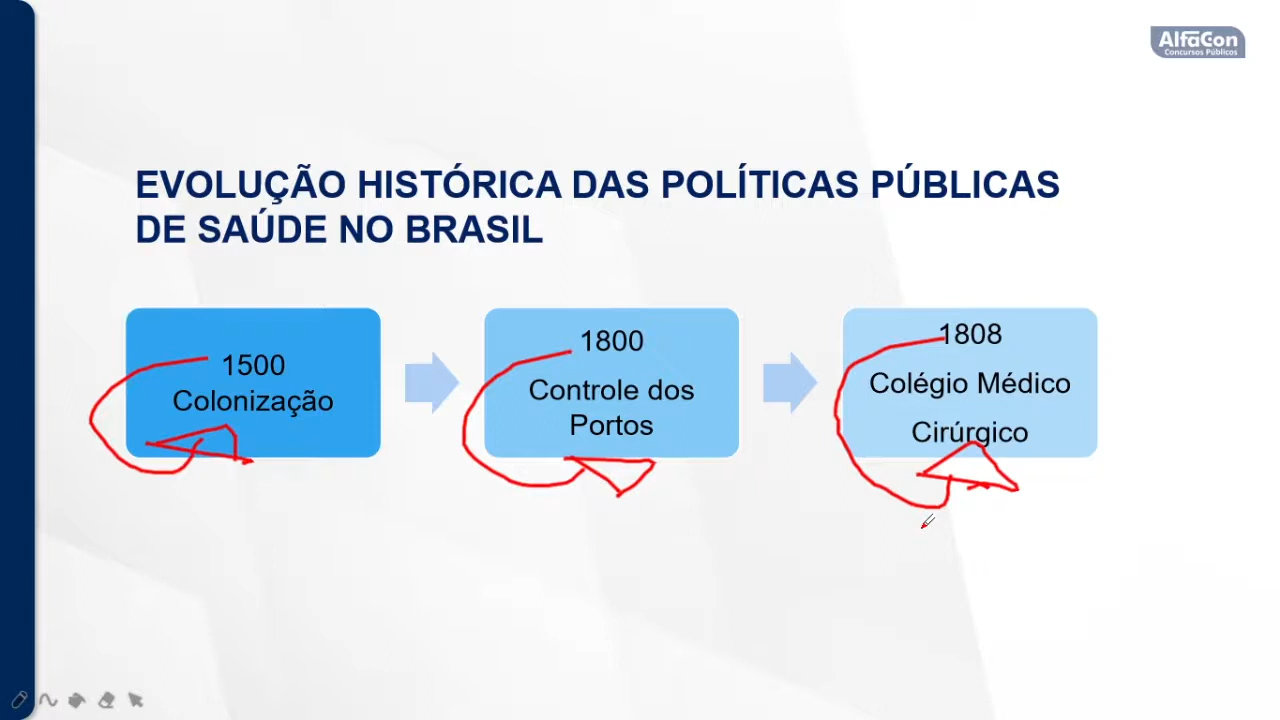 AlfaCon
Concursos Públicos
EVOLUÇÃO HISTÓRICA DAS POLÍTICAS PÚBLICAS
DE SAÚDE NO BRASIL
1500
Colonização
1800
Controle dos
Portos
1808
Colégio Médico
Cirúrgico